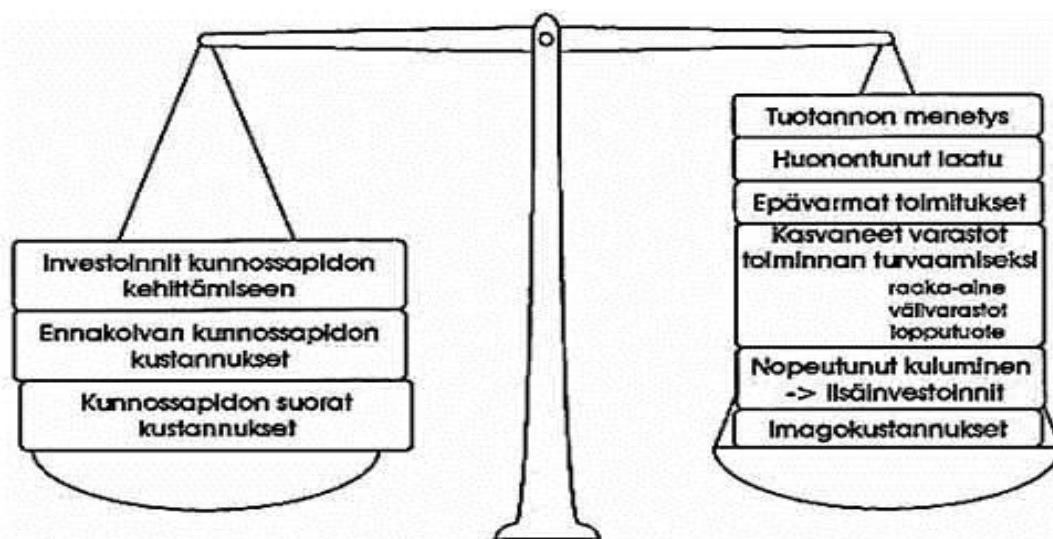 Investoinnit kunnossapidon
kehittämiseen
Ennakoivan kunnossapidon
kustannukset
Kunnossapidon suorat
kustannukset
Tuotannon menetys
Huonontunut laatu
Epävarmat toimitukset
Kasvaneet varastot
toiminnan turvaamiseksi
raaka-aine
välivarastot
lopputuote
Nopeutunut kuluminen
-> lisäinvestoinnit
Imagokustannukset